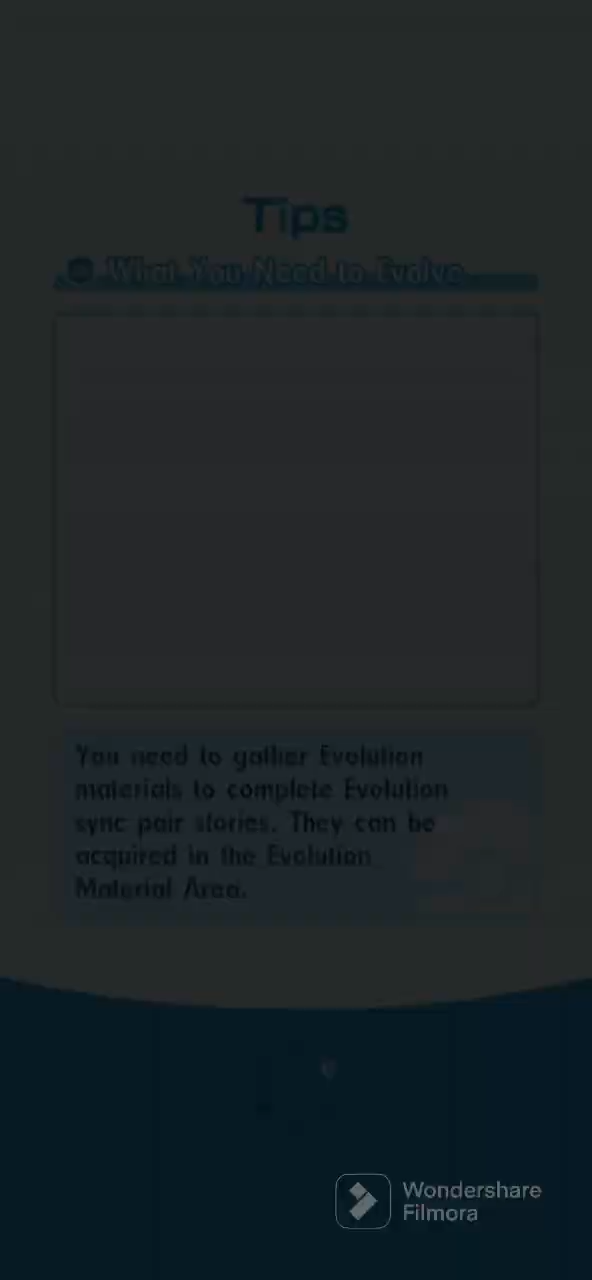 Tips
What You Need to Evolve
You need to gather Evolution
materials to complete Evolution
sync pair stories. They can be
acquired in the Evolution
Material Area.
Wondershare
Filmora